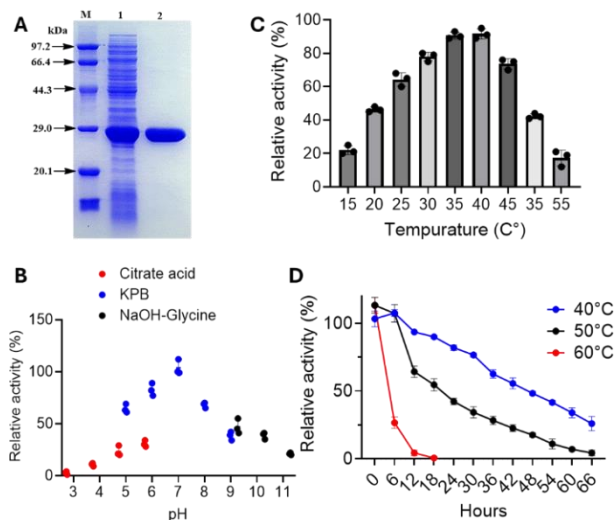 A
kDa
M 1 2
97.2
66.4
44.3
29.0
20.1
C
Relative activity (%)
100
80
60
40
20
0
15 20 25 30 35 40 45 35 55
Tempurature (C°)
B
Citrate acid
KPB
NaOH-Glycine
Relative activity (%)
150
100
50
0
3 4 5 6 7 8 9 10 11
pH
D
Relative activity (%)
100
50
0
40°C
50°C
60°C
0 6 12 18 24 30 36 42 48 54 60 66
Hours